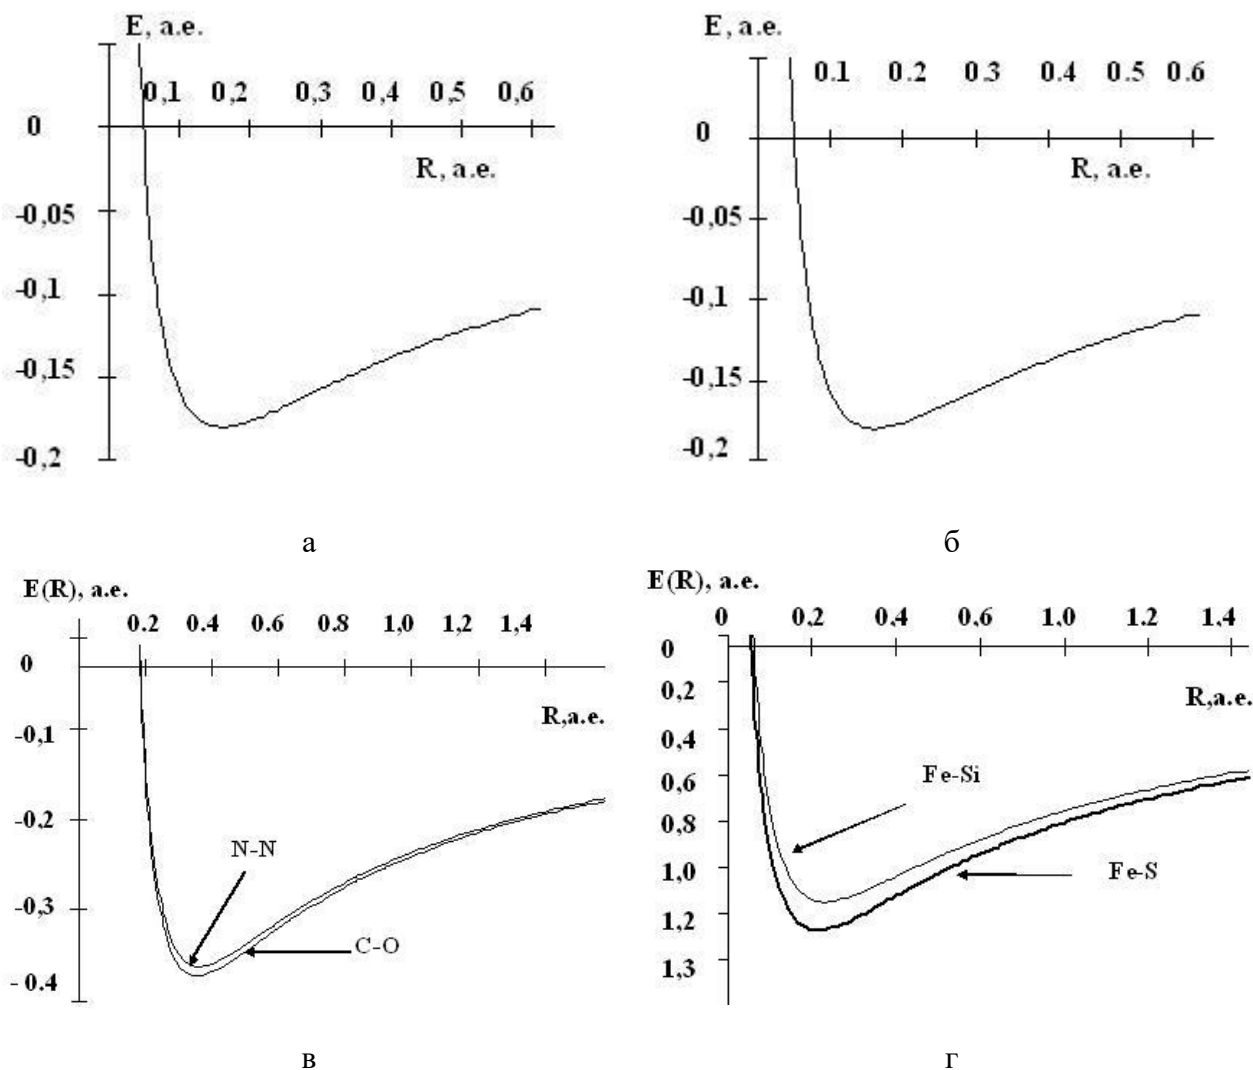 E, a.e.
0,1 0,2 0,3 0,4 0,5 0,6
0
R, a.e.
-0,05
-0,1
-0,15
-0,2
а
E, a.e.
0.1 0.2 0.3 0.4 0.5 0.6
0
R, a.e.
-0,05
-0,1
-0,15
-0,2
б
E(R), a.e.
0.2 0.4 0.6 0.8 1,0 1,2 1,4
0
R,a.e.
-0,1
-0.2
N-N
-0,3
C-O
- 0.4
в
E(R), a.e.
0 0.2 0.4 0.6 1,0 1,2 1,4
0
0.2
R,a.e.
0.4
0,6
Fe-Si
0,8
1,0
Fe-S
1,2
1,3
г